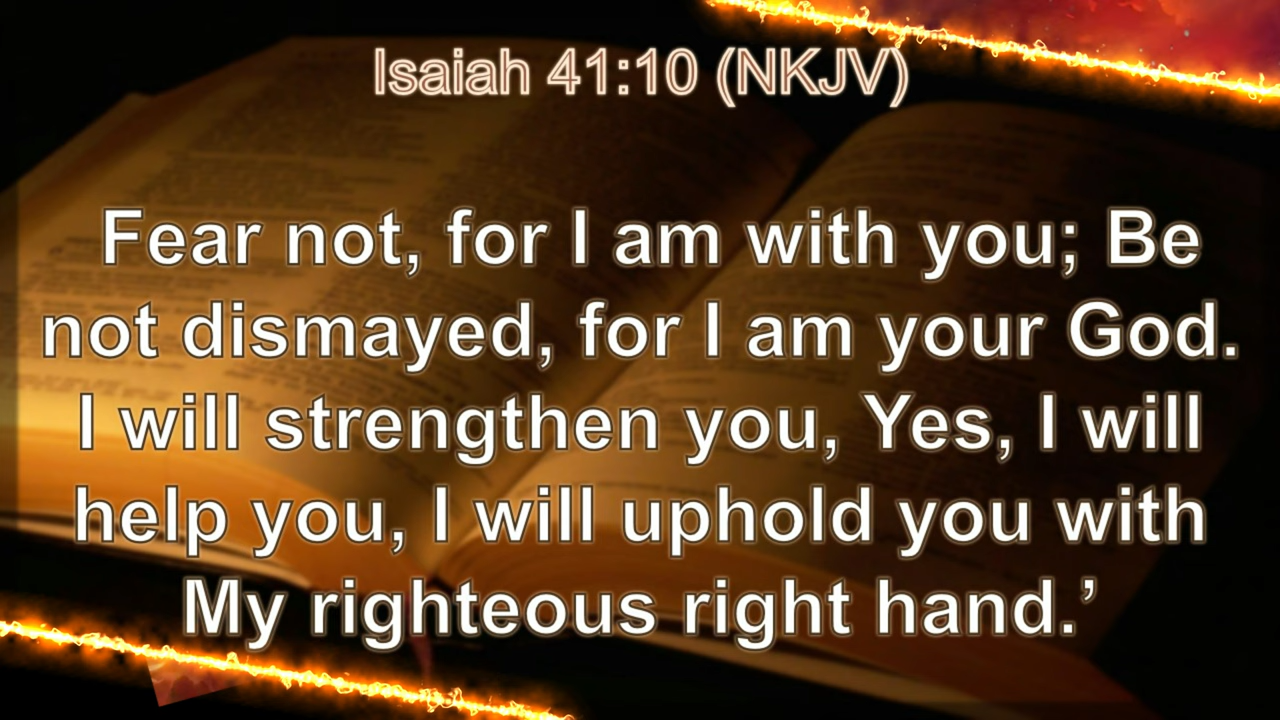 Isaiah 41:10 (NKJV)
Fear not, for I am with you; Be
not dismayed, for I am your God.
I will strengthen you, Yes, I will
help you, I will uphold you with
My righteous right hand.’